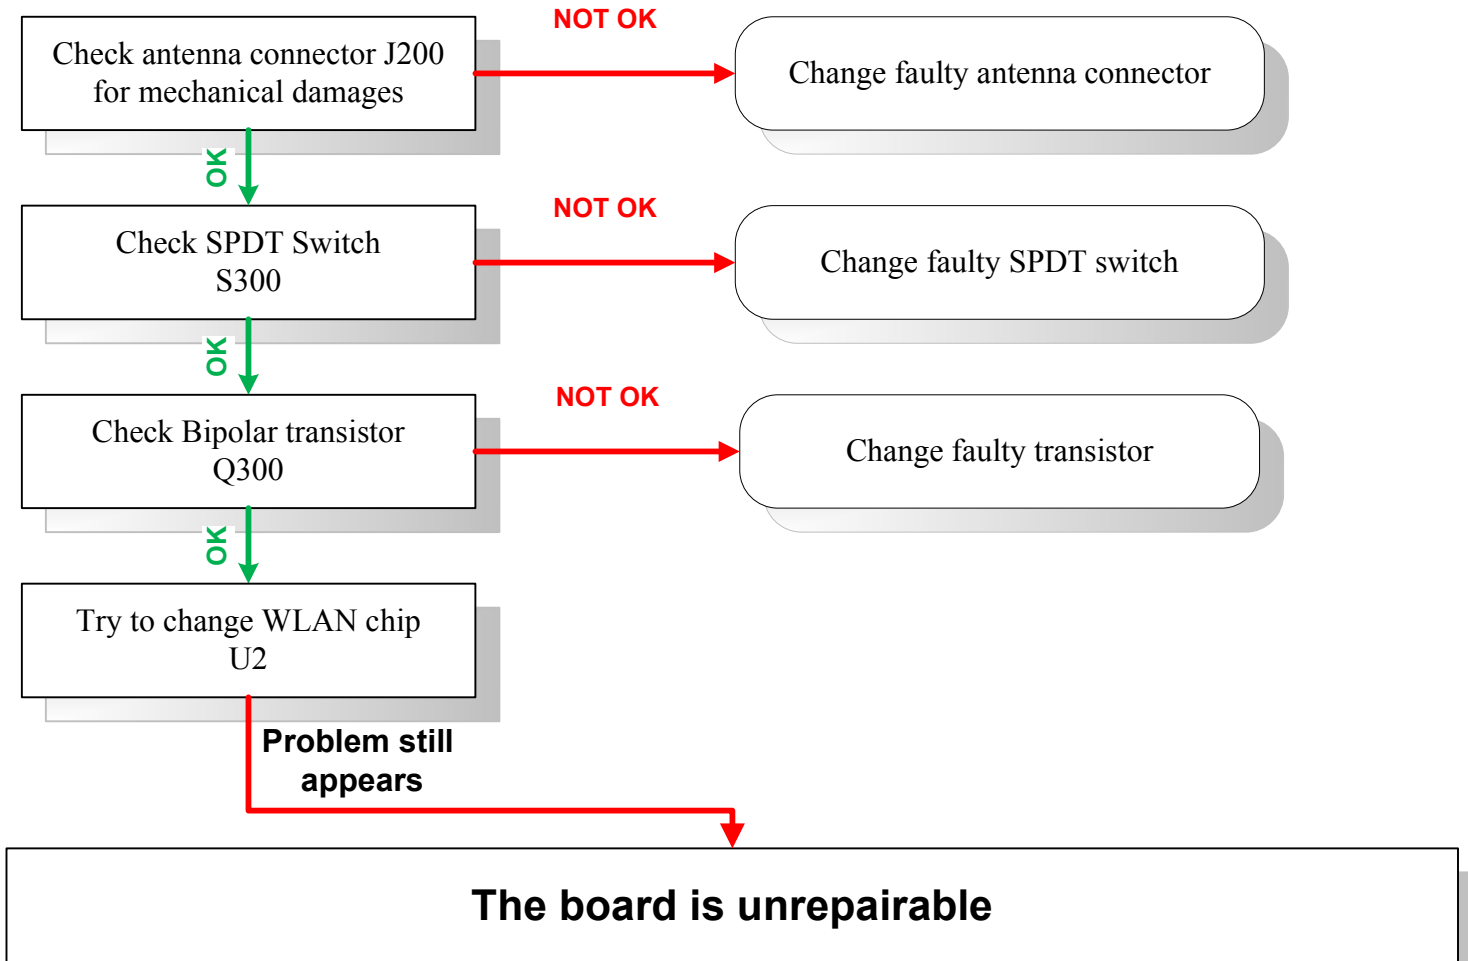 NOT OK
Check antenna connector J200
for mechanical damages
Change faulty antenna connector
OK
NOT OK
Check SPDT Switch
S300
Change faulty SPDT switch
OK
NOT OK
Check Bipolar transistor
Q300
Change faulty transistor
OK
Try to change WLAN chip
U2
Problem still
appears
The board is unrepairable